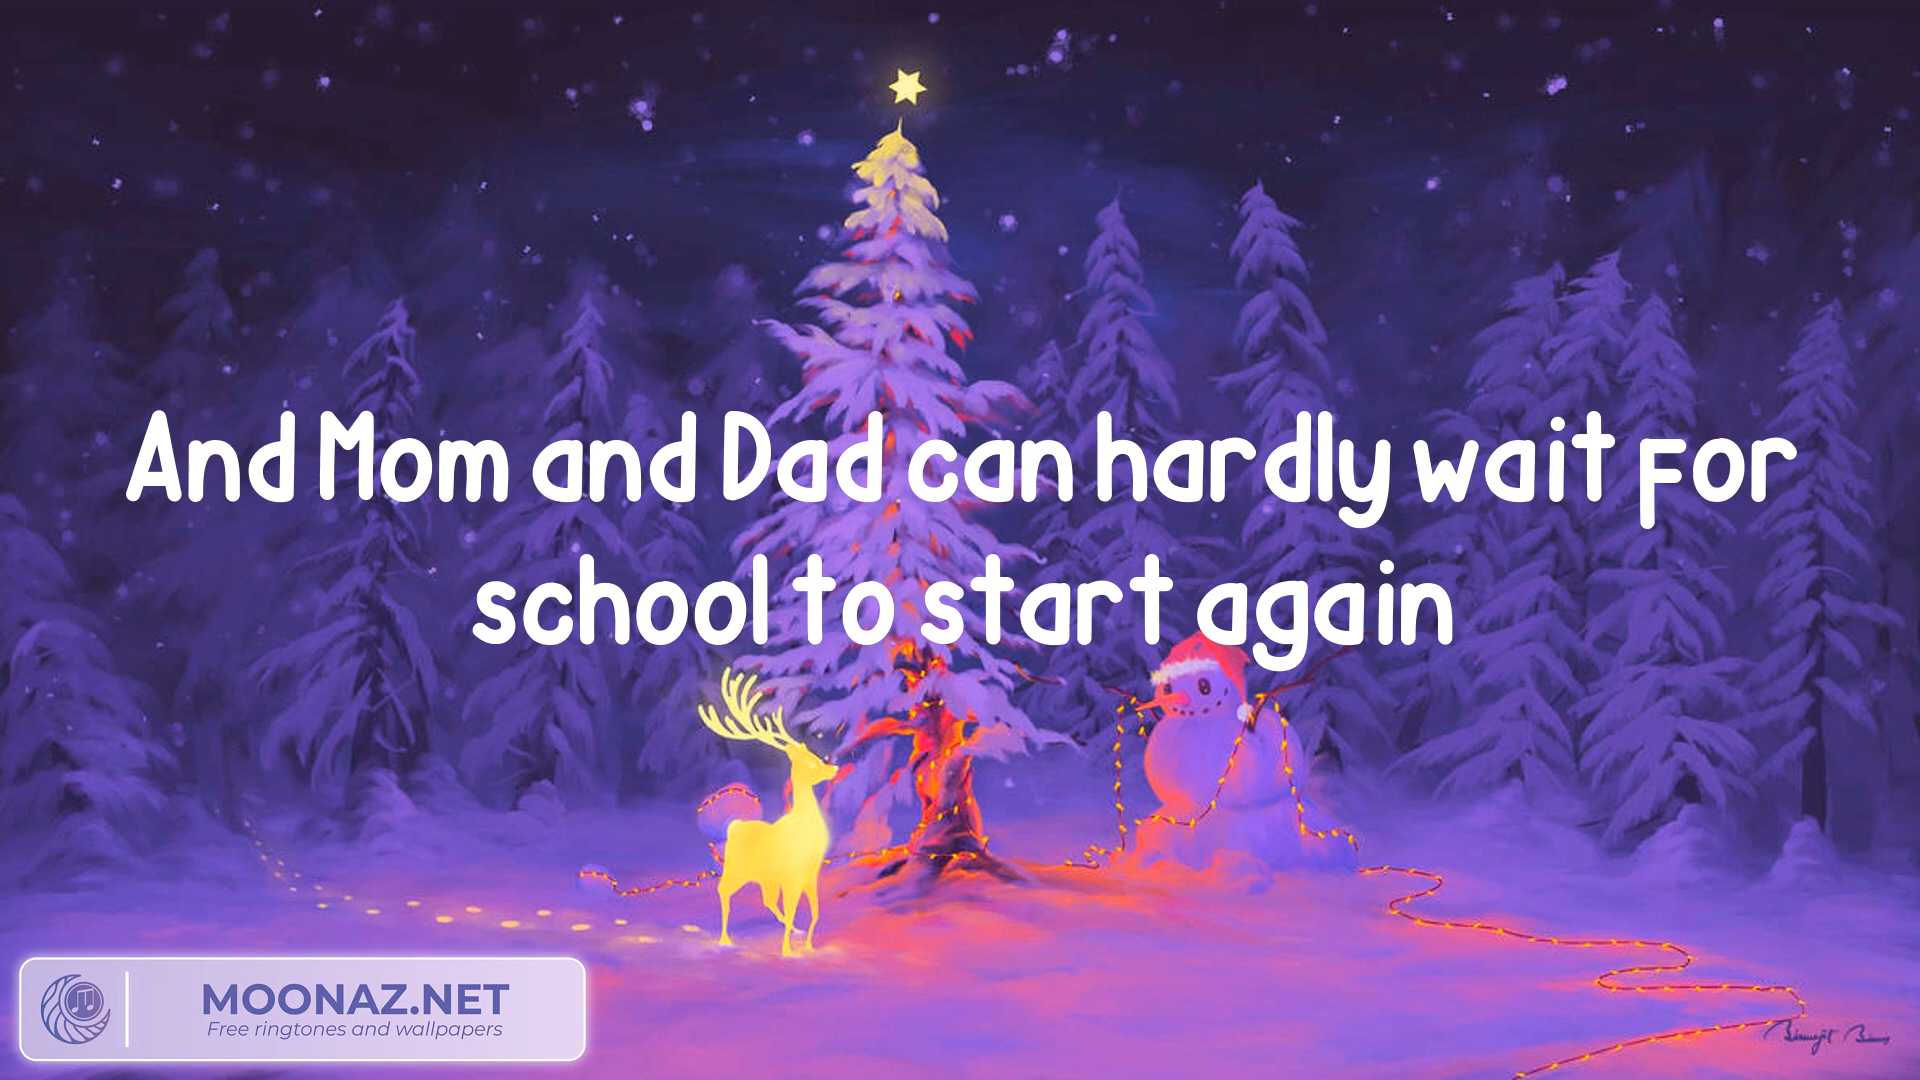 And Mom and Dad can hardly wait for
school to start again
MOONAZ.NET
Free ringtones and wallpapers